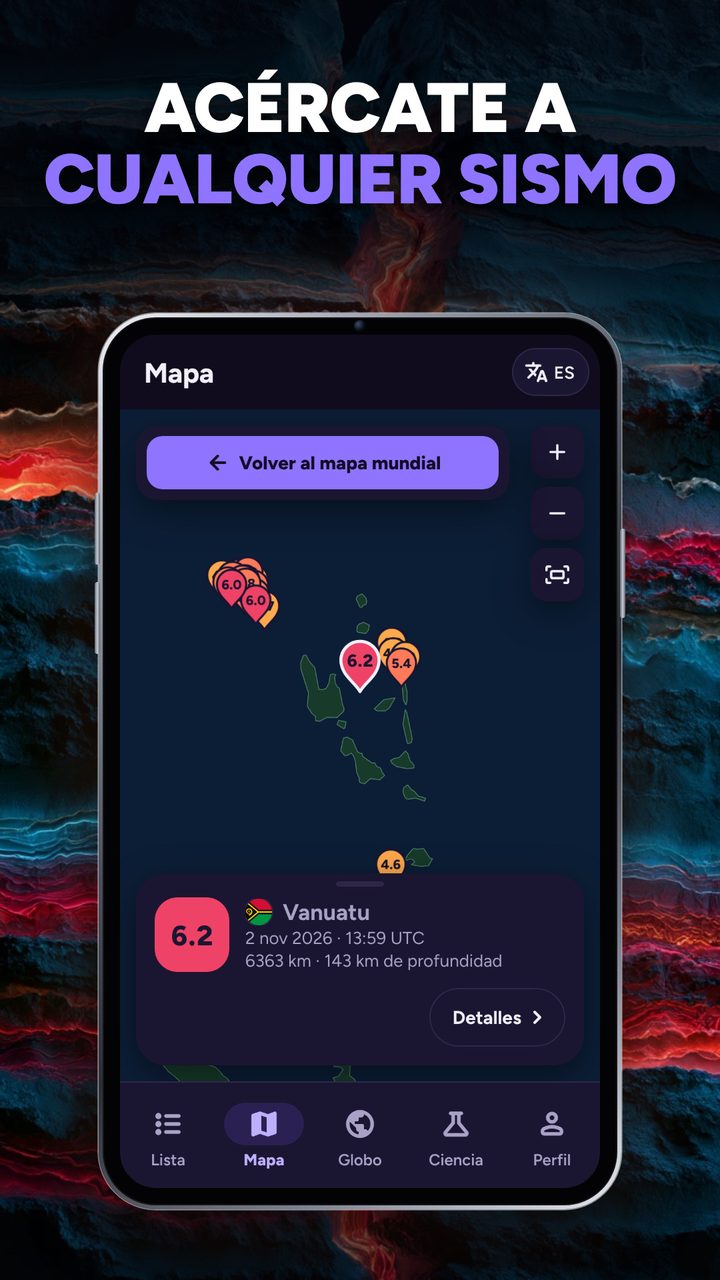 ACÉRCATE A
CUALQUIER SISMO
Mapa
ES
Volver al mapa mundial
6.0
6.0
6.2
5.4
4.6
6.2
Vanuatu
2 nov 2026 · 13:59 UTC
6363 km · 143 km de profundidad
Detalles
Lista
Mapa
Globo
Ciencia
Perfil